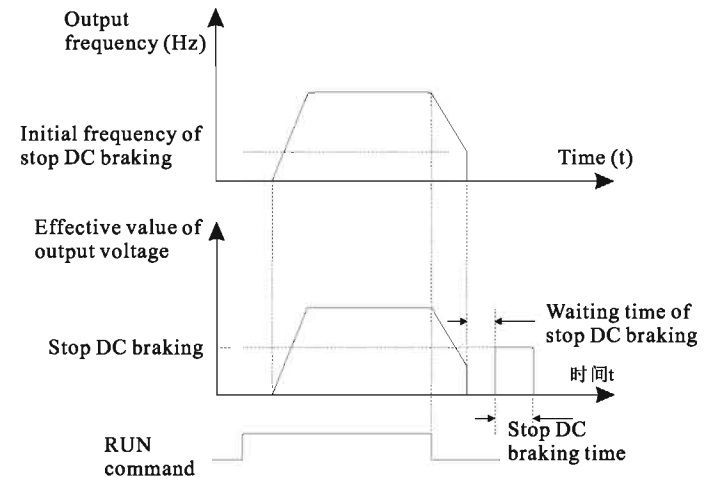 Output
frequency (Hz)
Initial frequency of
stop DC braking
Time (t)
Effective value of
output voltage
Waiting time of
stop DC braking
Stop DC braking
时间t
Stop DC
braking time
RUN
command